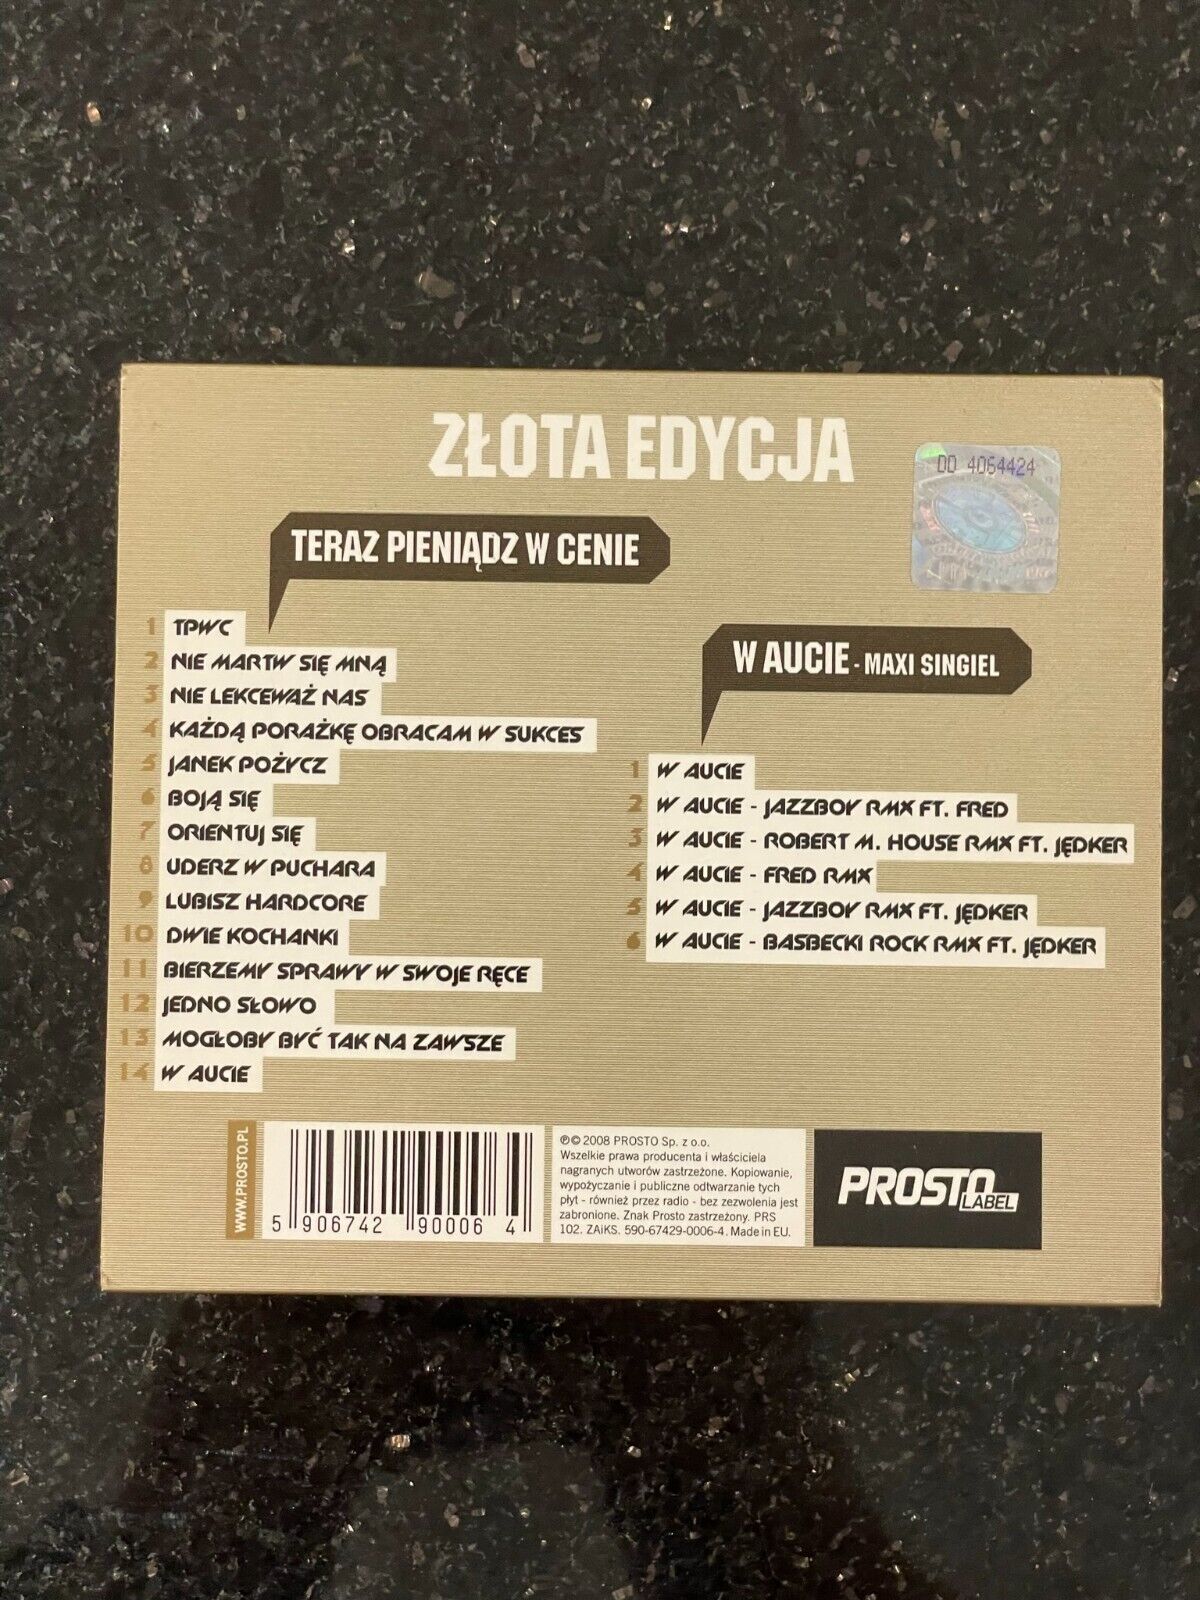 ZŁOTA EDYCJA
DD 4064424
TERAZ PIENIĄDZ W CENIE
1 TPWC
2 NIE MARTW SIĘ MNĄ
3 NIE LEKCEWAŻ NAS
4 KAŻDĄ PORAŻKĘ OBRACAM W SUKCES
5 JANEK POŻYCZ
6 BOJĄ SIĘ
7 ORIENTUJ SIĘ
8 UDERZ W PUCHARA
9 LUBISZ HARDCORE
10 DWIE KOCHANKI
11 BIERZEMY SPRAWY W SWOJE RĘCE
12 JEDNO SŁOWO
13 MOGŁOBY BYĆ TAK NA ZAWSZE
14 W AUCIE
W AUCIE - MAXI SINGIEL
1 W AUCIE
2 W AUCIE - JAZZBOY RMX FT. FRED
3 W AUCIE - ROBERT M. HOUSE RMX FT. JĘDKER
4 W AUCIE - FRED RMX
5 W AUCIE - JAZZBOY RMX FT. JĘDKER
6 W AUCIE - BASBECKI ROCK RMX FT. JĘDKER
WWW.PROSTO.PL
5 906742 900064
℗© 2008 PROSTO Sp. z o.o.
Wszelkie prawa producenta i właściciela
nagranych utworów zastrzeżone. Kopiowanie,
wypożyczanie i publiczne odtwarzanie tych
płyt - również przez radio - bez zezwolenia jest
zabronione. Znak Prosto zastrzeżony. PRS
102. ZAiKS. 590-67429-0006-4. Made in EU.
PROSTO
LABEL